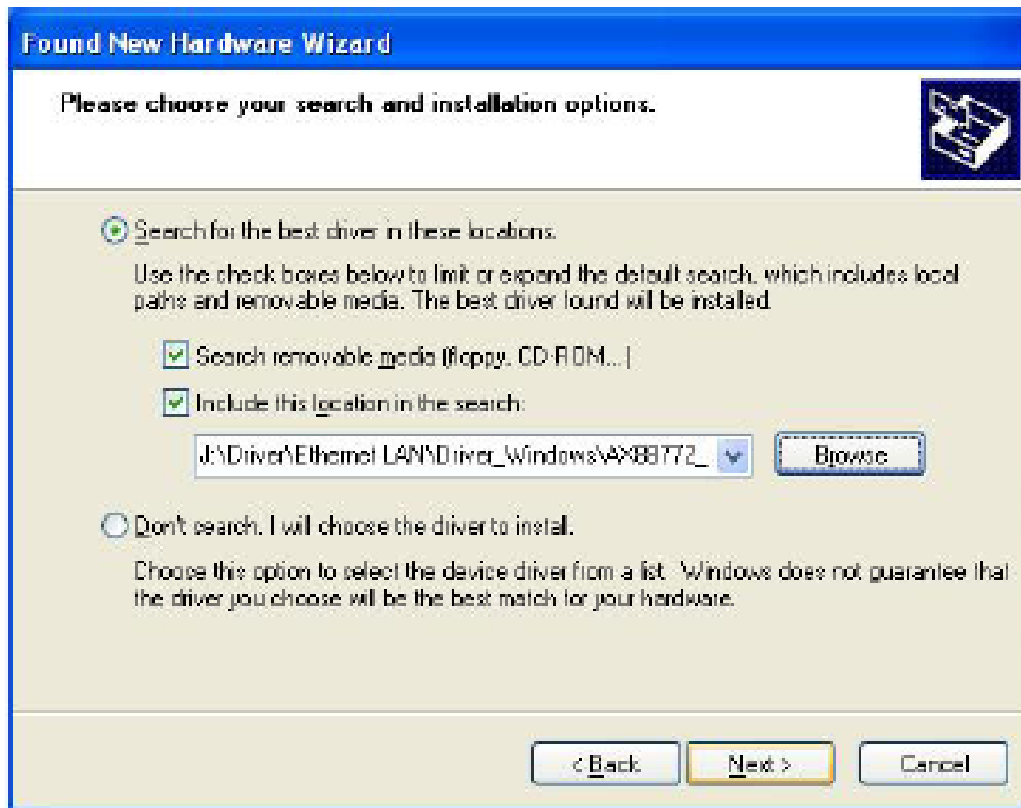 Found New Hardware Wizard
Please choose your search and installation options.
Search for the best driver in these locations.
Use the check boxes below to limit or expand the default search, which includes local
paths and removable media. The best driver found will be installed.
Search removable media (floppy, CD-ROM...)
Include this location in the search:
J:\Driver\Ethernet LAN\Driver_Windows\AX88772_
Browse
Don't search. I will choose the driver to install.
Choose this option to select the device driver from a list. Windows does not guarantee that
the driver you choose will be the best match for your hardware.
< Back
Next >
Cancel